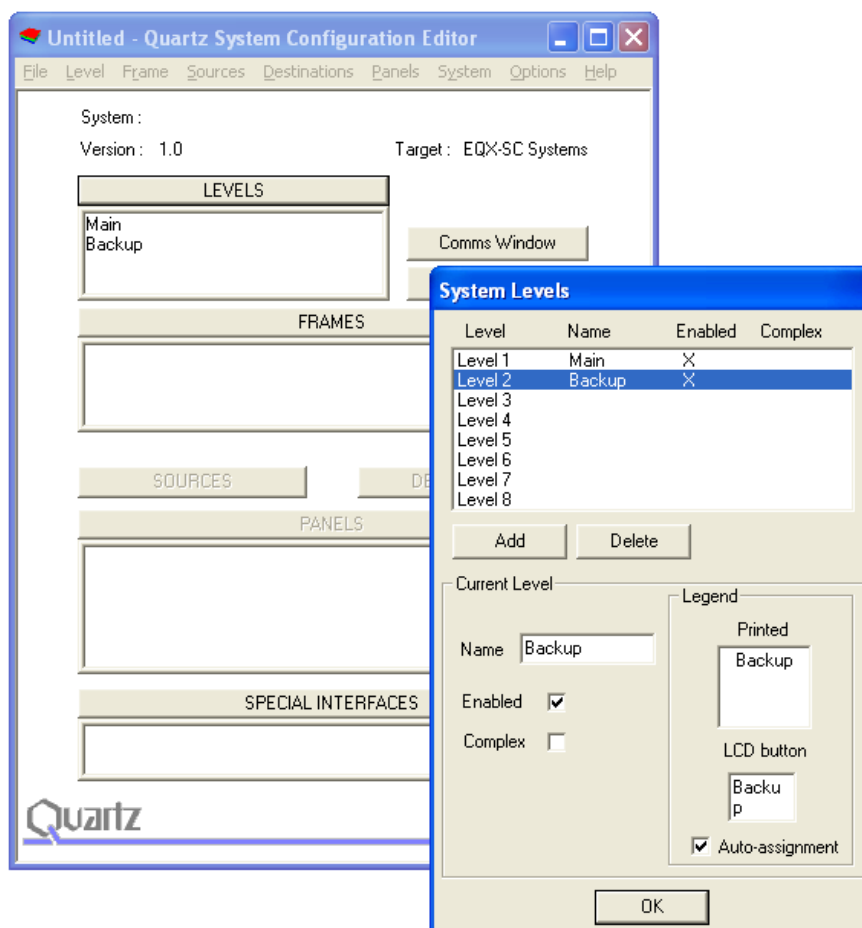 Untitled - Quartz System Configuration Editor
File Level Frame Sources Destinations Panels System Options Help
System :
Version : 1.0 Target : EQX-SC Systems
LEVELS
Main
Backup
Comms Window
FRAMES
SOURCES
DE
PANELS
SPECIAL INTERFACES
Quartz
System Levels
Level Name Enabled Complex
Level 1 Main X
Level 2 Backup X
Level 3
Level 4
Level 5
Level 6
Level 7
Level 8
Add Delete
Current Level
Name Backup
Enabled
Complex
Legend
Printed
Backup
LCD button
Backu
p
Auto-assignment
OK